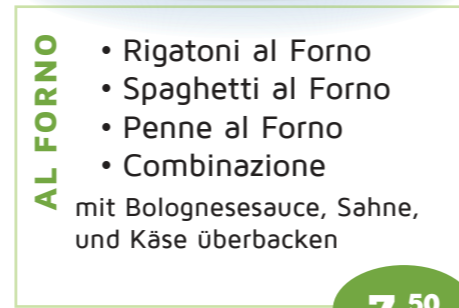 AL FORNO
• Rigatoni al Forno
• Spaghetti al Forno
• Penne al Forno
• Combinazione
mit Bolognesesauce, Sahne,
und Käse überbacken
7,50